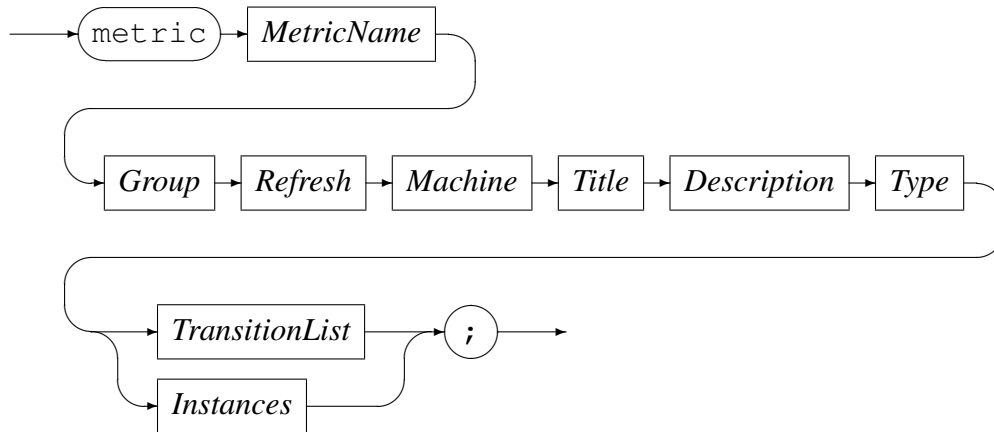 metric MetricName
Group Refresh Machine Title Description Type
TransitionList ;
Instances